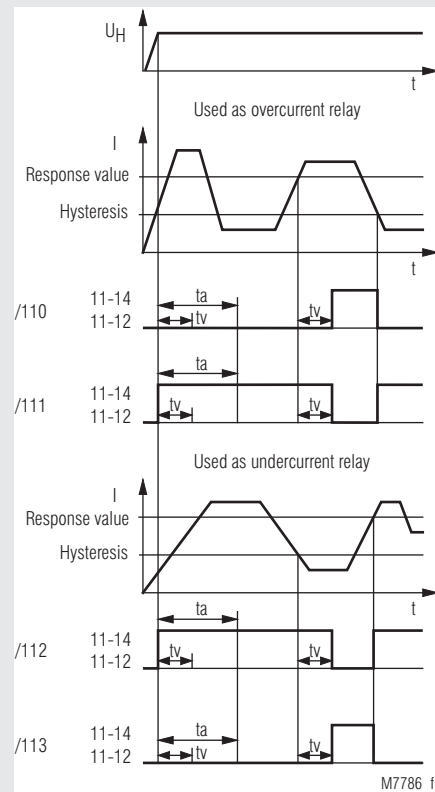 UH
t
Used as overcurrent relay
I
Response value
Hysteresis
t
/110 11-14 ta
11-12 tv tv
ta
/111 11-14
11-12 tv tv
Used as undercurrent relay
I
Response value
Hysteresis
t
ta
/112 11-14
11-12 tv tv
/113 11-14 ta
11-12 tv tv
M7786_f